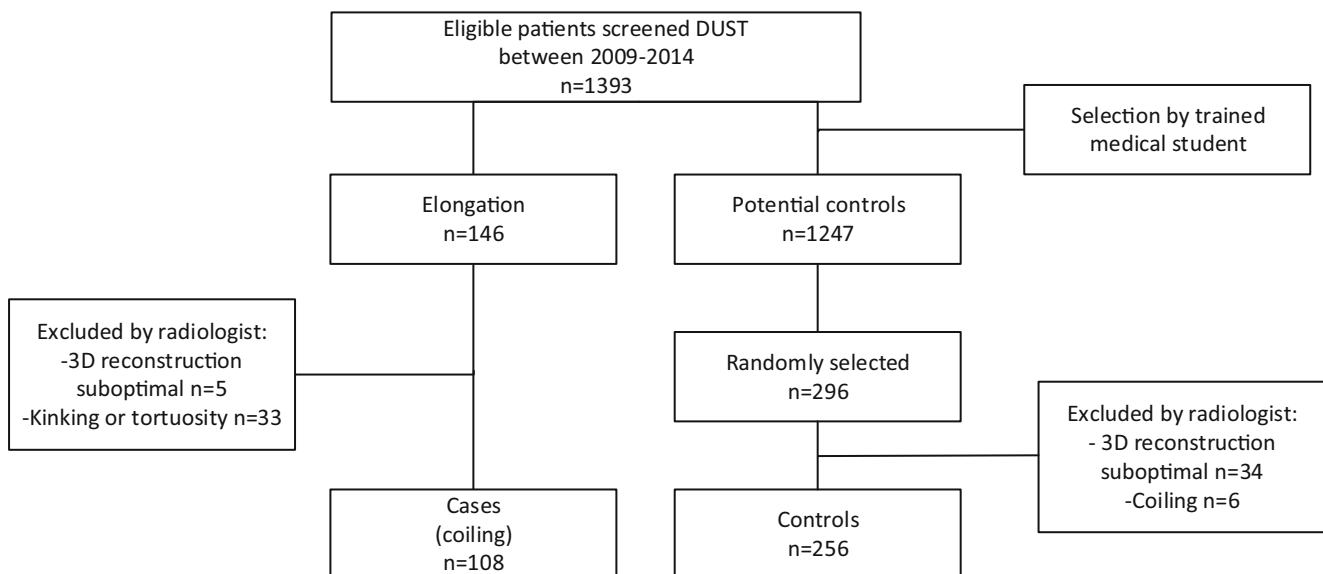 Eligible patients screened DUST
between 2009-2014
n=1393
Selection by trained
medical student
Elongation
n=146
Potential controls
n=1247
Excluded by radiologist:
-3D reconstruction
suboptimal n=5
-Kinking or tortuosity n=33
Randomly selected
n=296
Excluded by radiologist:
- 3D reconstruction
suboptimal n=34
-Coiling n=6
Cases
(coiling)
n=108
Controls
n=256